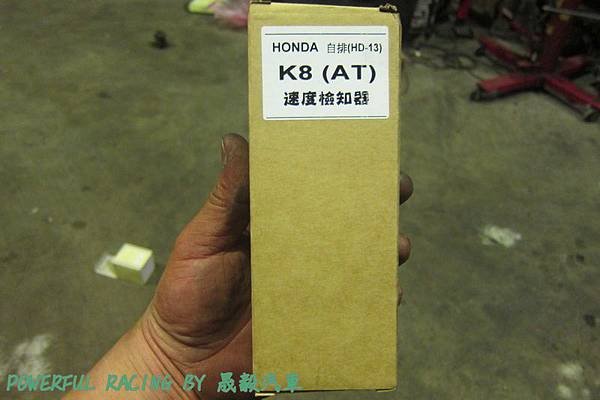 HONDA 自排(HD-13)
K8 (AT)
速度檢知器
POWERFUL RACING BY 晟毅汽車